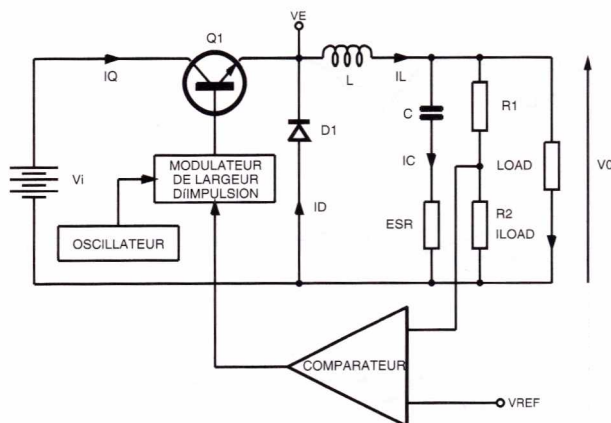 VE
Q1
IQ
L
IL
D1
C
R1
MODULATEUR
DE LARGEUR
DíIMPULSION
Vi
IC
LOAD
V0
ID
R2
ESR
ILOAD
OSCILLATEUR
COMPARATEUR
VREF